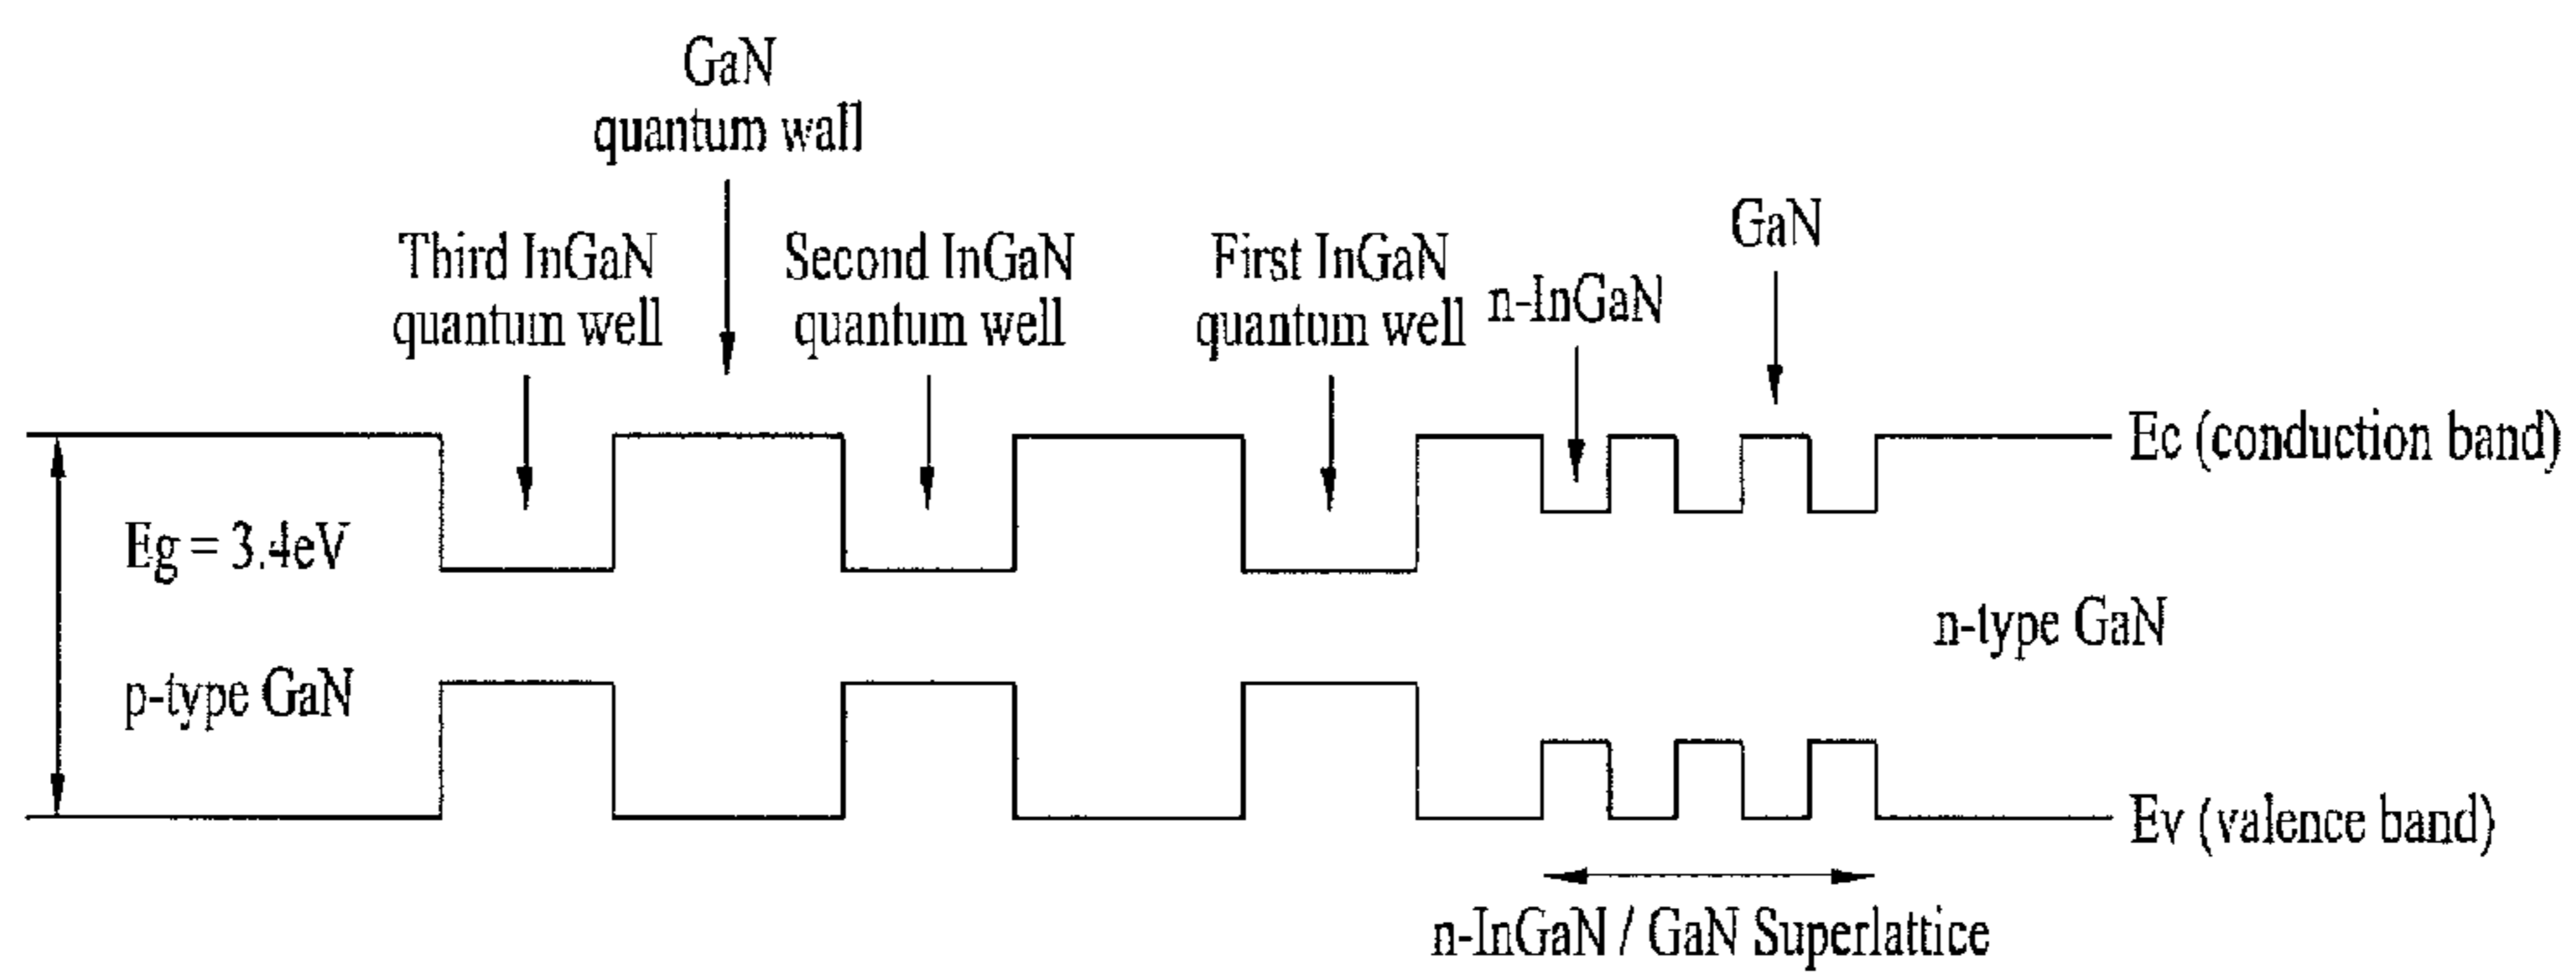 GaN
quantum wall
Third InGaN
quantum well
Second InGaN
quantum well
First InGaN
quantum well
n-InGaN
GaN
Ec (conduction band)
Eg = 3.4eV
n-type GaN
p-type GaN
Ev (valence band)
n-InGaN / GaN Superlattice